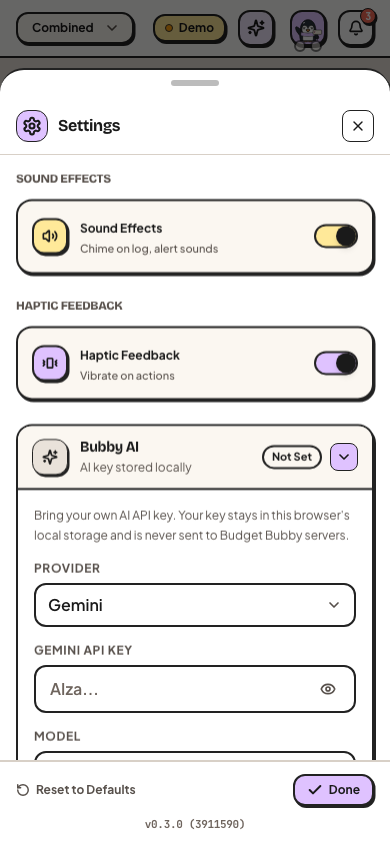 Combined
Demo
3
Settings
SOUND EFFECTS
Sound Effects
Chime on log, alert sounds
HAPTIC FEEDBACK
Haptic Feedback
Vibrate on actions
Bubby AI
AI key stored locally
Not Set
Bring your own AI API key. Your key stays in this browser's
local storage and is never sent to Budget Bubby servers.
PROVIDER
Gemini
GEMINI API KEY
AIza...
MODEL
Reset to Defaults
Done
v0.3.0 (3911590)